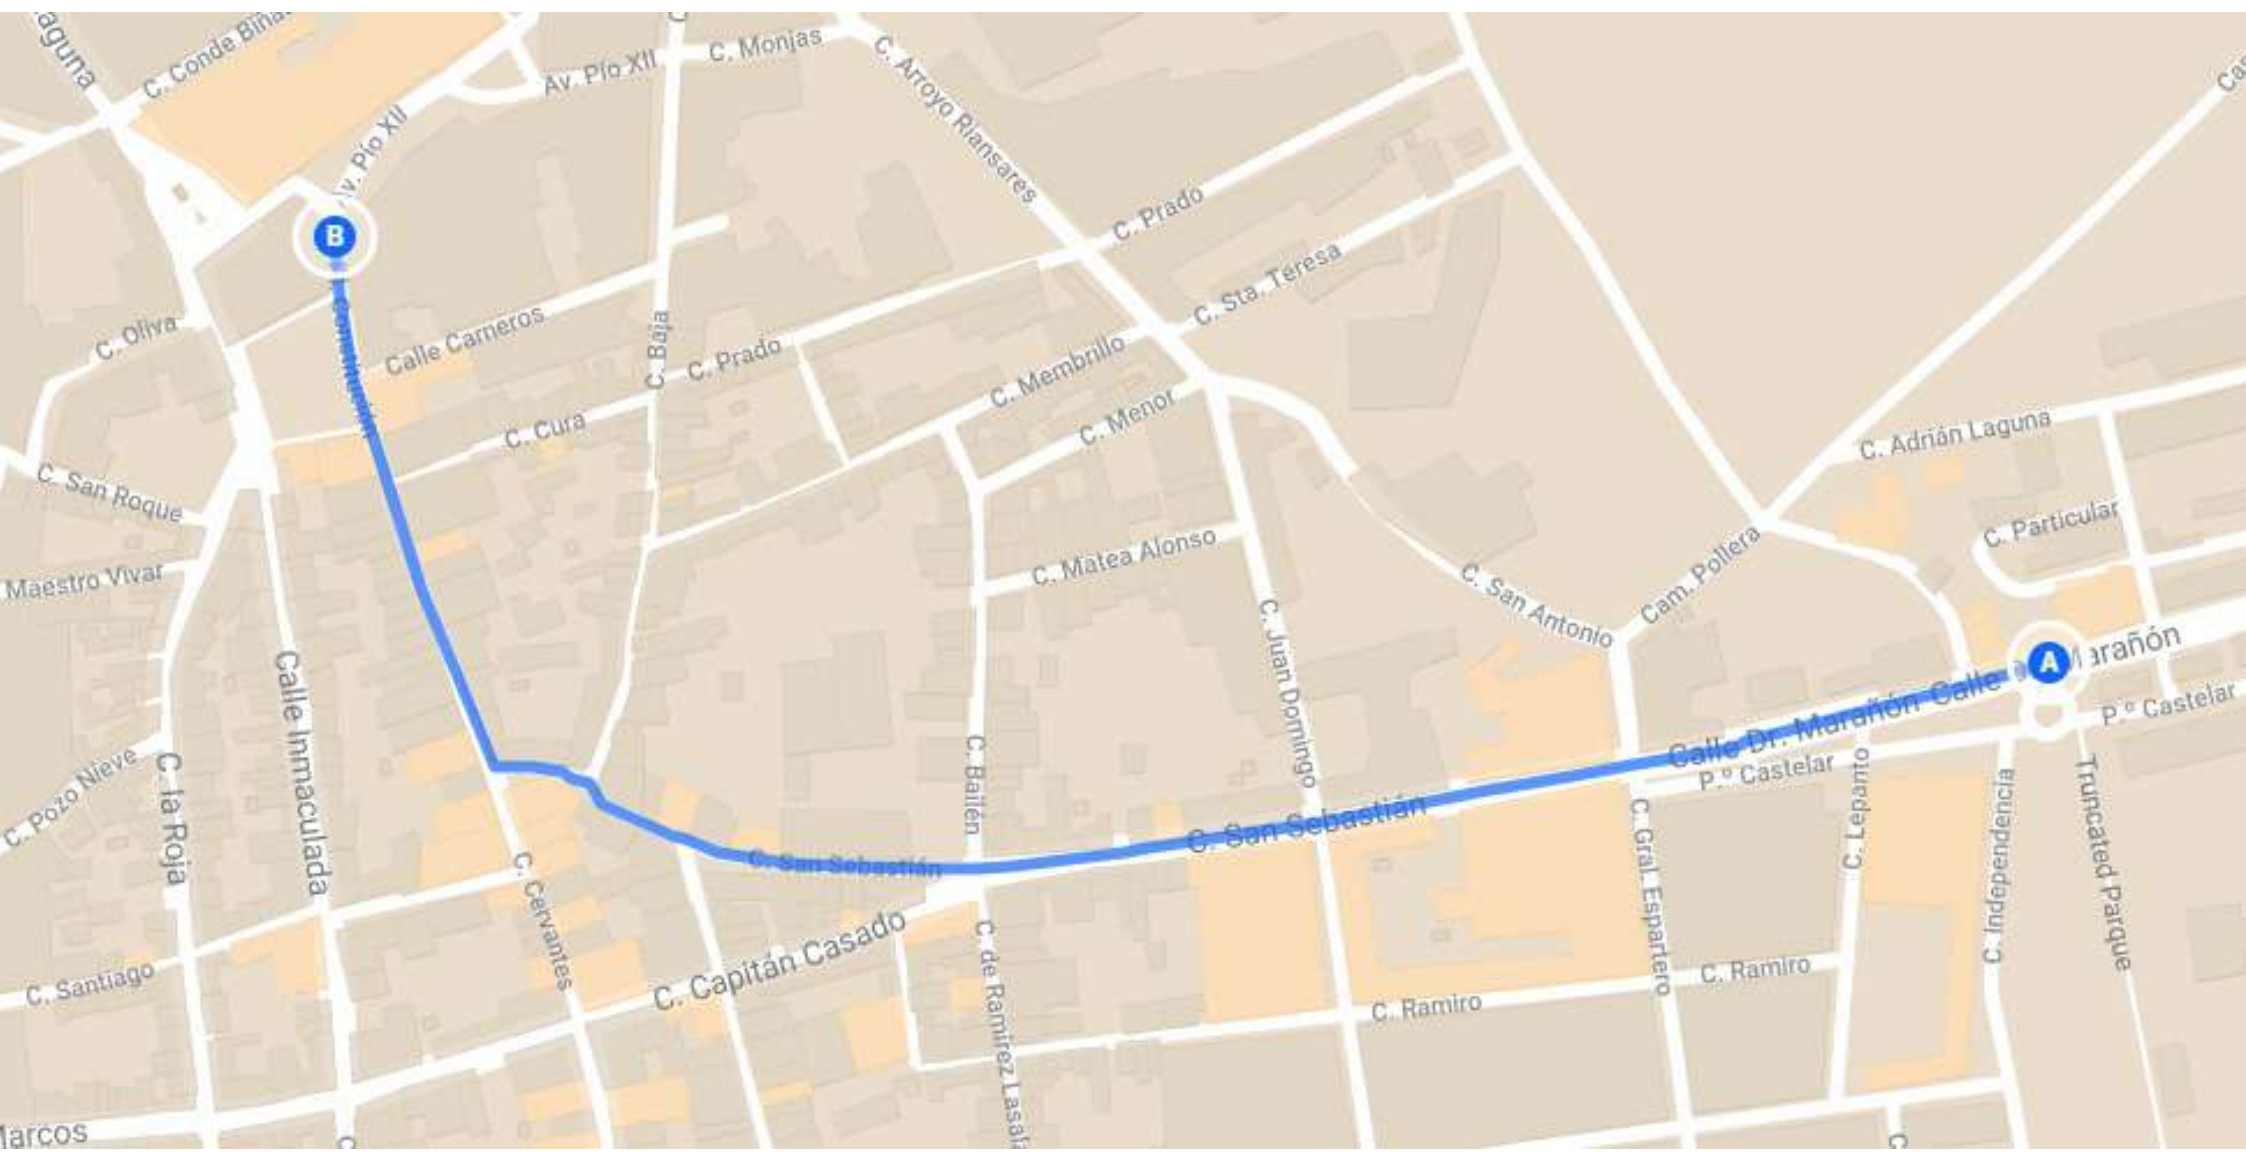 aguna
C. Conde Biña
Av. Pío XII
C. Monjas
C. Arroyo Riansares
Ca
v. Pío XII
C. Prado
C. Sta. Teresa
B
C. Oliva
Calle Carneros
C. Baja
C. Prado
C. Membrillo
C. Menor
C. Cura
C. Adrián Laguna
C. San Roque
C. Particular
C. Matea Alonso
Maestro Vivar
Cam. Pollera
C. San Antonio
C. Juan Domingo
Calle Inmaculada
A
Marañón
Calle Dr. Marañón Calle
P.º Castelar
P.º Castelar
C. Pozo Nieve
C. la Roja
C. Bailén
C. San Sebastián
C. San Sebastián
C. Lepanto
C. Independencia
Truncated Parque
C. Gral. Espartero
C. Cervantes
C. Capitán Casado
C. de Ramírez Lasala
C. Santiago
C. Ramiro
C. Ramiro
arcos
C
C